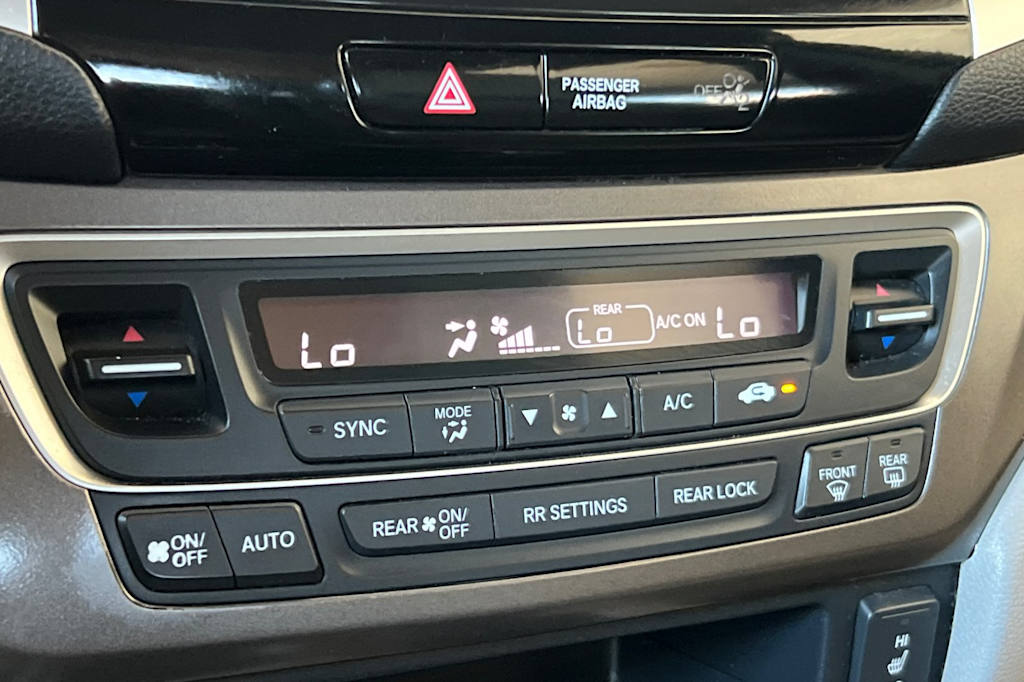 PASSENGER
AIRBAG
OFF
REAR
Lo
Lo
A/C ON
Lo
SYNC
MODE
A/C
ON/
OFF
AUTO
REAR
ON/
OFF
RR SETTINGS
REAR LOCK
FRONT
REAR
HI